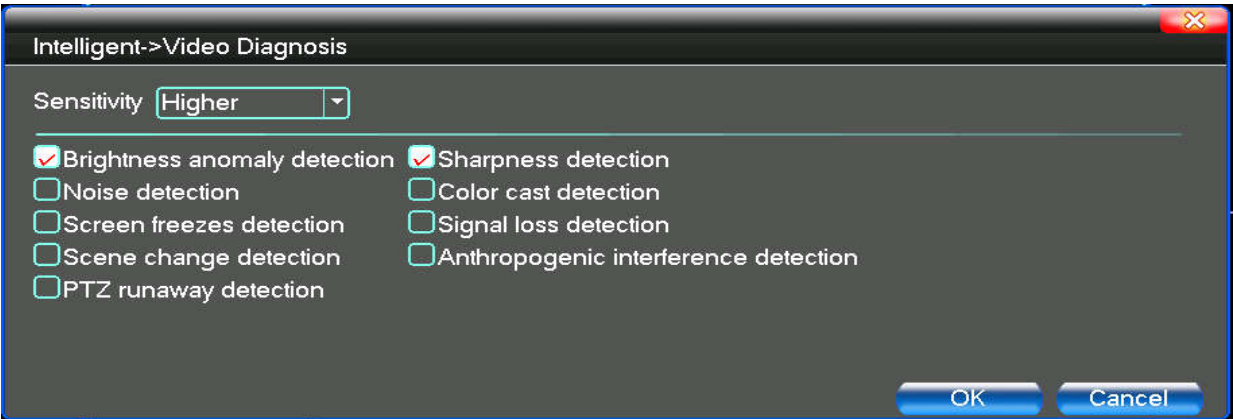 Intelligent->Video Diagnosis
Sensitivity Higher
Brightness anomaly detection Sharpness detection
Noise detection Color cast detection
Screen freezes detection Signal loss detection
Scene change detection Anthropogenic interference detection
PTZ runaway detection
OK Cancel